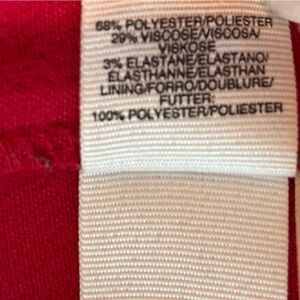 68% POLYESTER/POLIESTER
29% VISCOSE/VISCOSA/
VISKOSE
3% ELASTANE/ELASTANO/
ELASTHANNE/ELASTHAN
LINING/FORRO/DOUBLURE/
FUTTER:
100% POLYESTER/POLIESTER